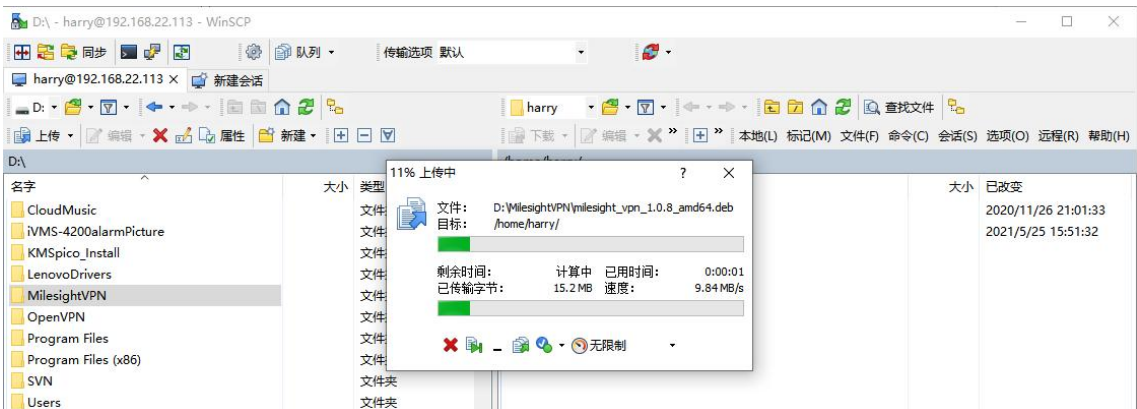 D:\ - harry@192.168.22.113 - WinSCP
同步 队列 传输选项 默认
harry@192.168.22.113 × 新建会话
D: harry 查找文件
上传 编辑 属性 新建 下载 编辑 » » 本地(L) 标记(M) 文件(F) 命令(C) 会话(S) 选项(O) 远程(R) 帮助(H)
D:\
名字 大小 类型 大小 已改变
CloudMusic 文件 2020/11/26 21:01:33
iVMS-4200alarmPicture 文件 2021/5/25 15:51:32
KMSpico_Install 文件
LenovoDrivers 文件
MilesightVPN 文件
OpenVPN 文件
Program Files 文件
Program Files (x86) 文件
SVN 文件夹
Users 文件夹
11% 上传中 ? ×
文件: D:\MilesightVPN\milesight_vpn_1.0.8_amd64.deb
目标: /home/harry/
剩余时间: 计算中 已用时间: 0:00:01
已传输字节: 15.2 MB 速度: 9.84 MB/s
无限制